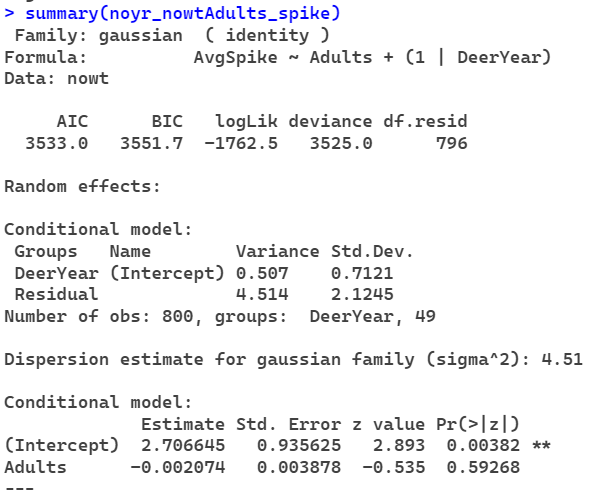 > summary(noyr_nowtAdults_spike)
Family: gaussian ( identity )
Formula: AvgSpike ~ Adults + (1 | DeerYear)
Data: nowt
AIC BIC logLik deviance df.resid
3533.0 3551.7 -1762.5 3525.0 796
Random effects:
Conditional model:
Groups Name Variance Std.Dev.
DeerYear (Intercept) 0.507 0.7121
Residual 4.514 2.1245
Number of obs: 800, groups: DeerYear, 49
Dispersion estimate for gaussian family (sigma^2): 4.51
Conditional model:
Estimate Std. Error z value Pr(>|z|)
(Intercept) 2.706645 0.935625 2.893 0.00382 **
Adults -0.002074 0.003878 -0.535 0.59268
---